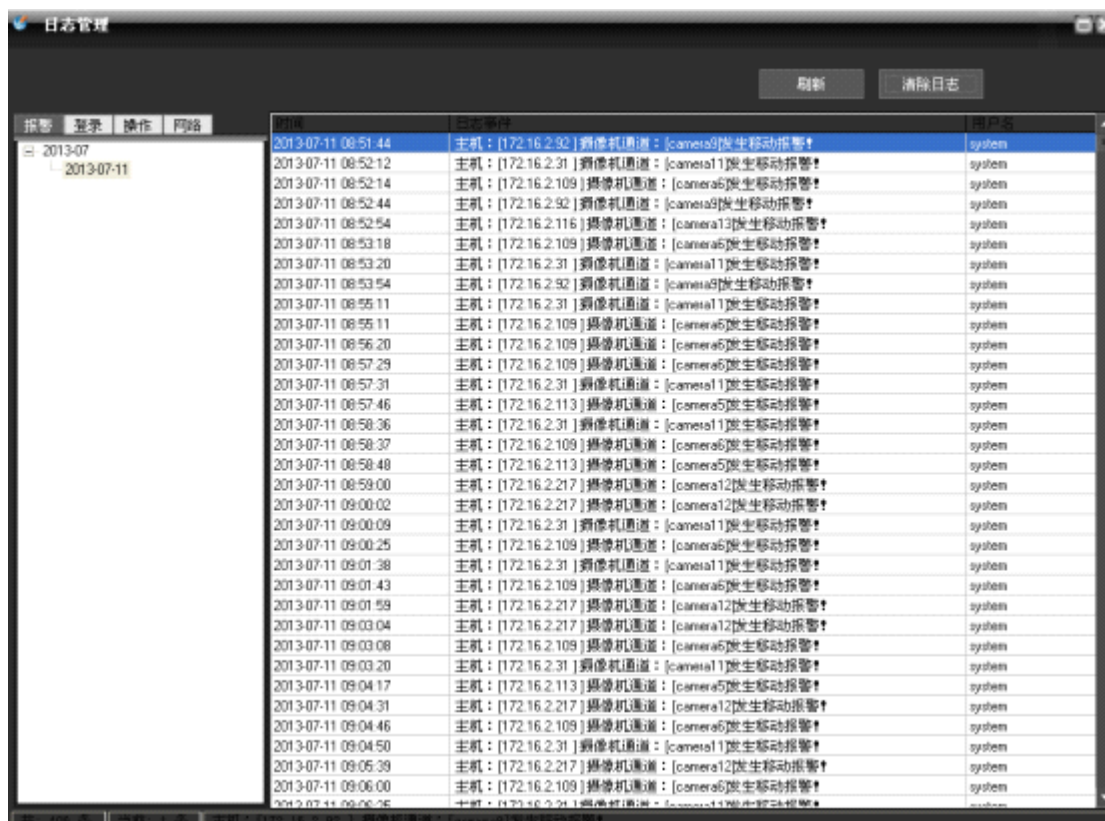 日志管理
刷新 清除日志
报警 登录 操作 网络
时间 日志事件 用户名
2013-07
2013-07-11
2013-07-11 08:51:44 主机：[172.16.2.92 ] 摄像机通道：[camera9]发生移动报警！ system
2013-07-11 08:52:12 主机：[172.16.2.31 ] 摄像机通道：[camera11]发生移动报警！ system
2013-07-11 08:52:14 主机：[172.16.2.109 ] 摄像机通道：[camera6]发生移动报警！ system
2013-07-11 08:52:44 主机：[172.16.2.92 ] 摄像机通道：[camera9]发生移动报警！ system
2013-07-11 08:52:54 主机：[172.16.2.116 ] 摄像机通道：[camera13]发生移动报警！ system
2013-07-11 08:53:18 主机：[172.16.2.109 ] 摄像机通道：[camera6]发生移动报警！ system
2013-07-11 08:53:20 主机：[172.16.2.31 ] 摄像机通道：[camera11]发生移动报警！ system
2013-07-11 08:53:54 主机：[172.16.2.92 ] 摄像机通道：[camera9]发生移动报警！ system
2013-07-11 08:55:11 主机：[172.16.2.31 ] 摄像机通道：[camera11]发生移动报警！ system
2013-07-11 08:55:11 主机：[172.16.2.109 ] 摄像机通道：[camera6]发生移动报警！ system
2013-07-11 08:56:20 主机：[172.16.2.109 ] 摄像机通道：[camera6]发生移动报警！ system
2013-07-11 08:57:29 主机：[172.16.2.109 ] 摄像机通道：[camera6]发生移动报警！ system
2013-07-11 08:57:31 主机：[172.16.2.31 ] 摄像机通道：[camera11]发生移动报警！ system
2013-07-11 08:57:46 主机：[172.16.2.113 ] 摄像机通道：[camera5]发生移动报警！ system
2013-07-11 08:58:36 主机：[172.16.2.31 ] 摄像机通道：[camera11]发生移动报警！ system
2013-07-11 08:58:37 主机：[172.16.2.109 ] 摄像机通道：[camera6]发生移动报警！ system
2013-07-11 08:58:48 主机：[172.16.2.113 ] 摄像机通道：[camera5]发生移动报警！ system
2013-07-11 08:59:00 主机：[172.16.2.217 ] 摄像机通道：[camera12]发生移动报警！ system
2013-07-11 09:00:02 主机：[172.16.2.217 ] 摄像机通道：[camera12]发生移动报警！ system
2013-07-11 09:00:09 主机：[172.16.2.31 ] 摄像机通道：[camera11]发生移动报警！ system
2013-07-11 09:00:25 主机：[172.16.2.109 ] 摄像机通道：[camera6]发生移动报警！ system
2013-07-11 09:01:38 主机：[172.16.2.31 ] 摄像机通道：[camera11]发生移动报警！ system
2013-07-11 09:01:43 主机：[172.16.2.109 ] 摄像机通道：[camera6]发生移动报警！ system
2013-07-11 09:01:59 主机：[172.16.2.217 ] 摄像机通道：[camera12]发生移动报警！ system
2013-07-11 09:03:04 主机：[172.16.2.217 ] 摄像机通道：[camera12]发生移动报警！ system
2013-07-11 09:03:08 主机：[172.16.2.109 ] 摄像机通道：[camera6]发生移动报警！ system
2013-07-11 09:03:20 主机：[172.16.2.31 ] 摄像机通道：[camera11]发生移动报警！ system
2013-07-11 09:04:17 主机：[172.16.2.113 ] 摄像机通道：[camera5]发生移动报警！ system
2013-07-11 09:04:31 主机：[172.16.2.217 ] 摄像机通道：[camera12]发生移动报警！ system
2013-07-11 09:04:46 主机：[172.16.2.109 ] 摄像机通道：[camera6]发生移动报警！ system
2013-07-11 09:04:50 主机：[172.16.2.31 ] 摄像机通道：[camera11]发生移动报警！ system
2013-07-11 09:05:39 主机：[172.16.2.217 ] 摄像机通道：[camera12]发生移动报警！ system
2013-07-11 09:06:00 主机：[172.16.2.109 ] 摄像机通道：[camera6]发生移动报警！ system